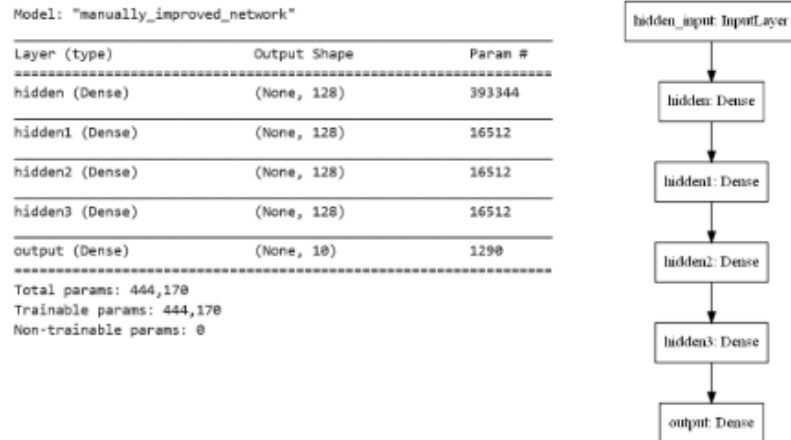 Model: "manually_improved_network"
Layer (type) Output Shape Param #
hidden (Dense) (None, 128) 393344
hidden1 (Dense) (None, 128) 16512
hidden2 (Dense) (None, 128) 16512
hidden3 (Dense) (None, 128) 16512
output (Dense) (None, 10) 1290
Total params: 444,170
Trainable params: 444,170
Non-trainable params: 0
hidden_input: InputLayer
hidden: Dense
hidden1: Dense
hidden2: Dense
hidden3: Dense
output: Dense